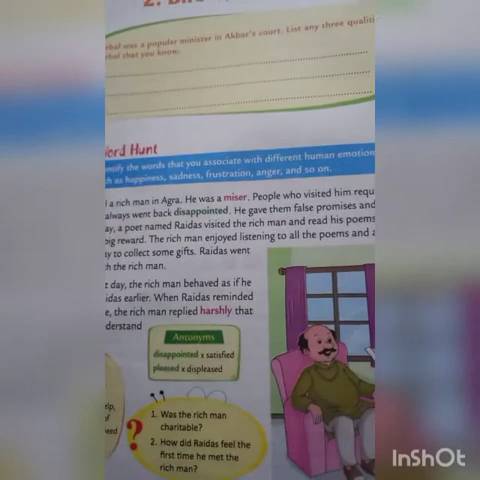 rbal was a popular minister in Akbar's court. List any three qualiti
rbal that you know.
Word Hunt
entify the words that you associate with different human emotion
ch as happiness, sadness, frustration, anger, and so on.
l a rich man in Agra. He was a miser. People who visited him requ
always went back disappointed. He gave them false promises and
ay, a poet named Raidas visited the rich man and read his poems
big reward. The rich man enjoyed listening to all the poems and a
ay to collect some gifts. Raidas went
th the rich man.
t day, the rich man behaved as if he
idas earlier. When Raidas reminded
e, the rich man replied harshly that
derstand
Antonyms
disappointed x satisfied
pleased x displeased
elp,
of
need
?
1. Was the rich man
charitable?
2. How did Raidas feel the
first time he met the
rich man?
InShOt